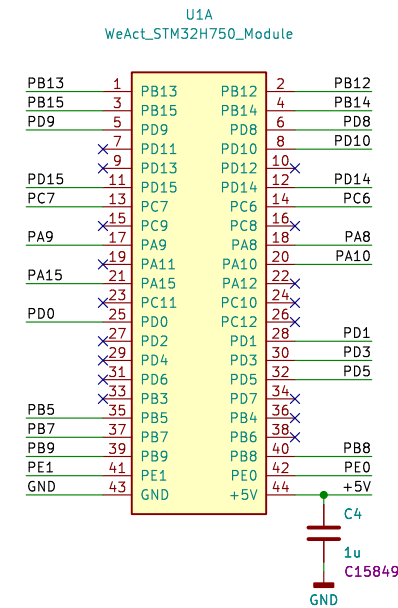 U1A
WeAct_STM32H750_Module
PB13 1 PB13 PB12 2 PB12
PB15 3 PB15 PB14 4 PB14
PD9 5 PD9 PD8 6 PD8
7 PD11 PD10 8 PD10
9 PD13 PD12 10
PD15 11 PD15 PD14 12 PD14
PC7 13 PC7 PC6 14 PC6
15 PC9 PC8 16
PA9 17 PA9 PA8 18 PA8
19 PA11 PA10 20 PA10
PA15 21 PA15 PA12 22
23 PC11 PC10 24
PD0 25 PD0 PC12 26
27 PD2 PD1 28 PD1
29 PD4 PD3 30 PD3
31 PD6 PD5 32 PD5
33 PB3 PD7 34
PB5 35 PB5 PB4 36
PB7 37 PB7 PB6 38
PB9 39 PB9 PB8 40 PB8
PE1 41 PE1 PE0 42 PE0
GND 43 GND +5V 44 +5V
C4
1u
C15849
GND